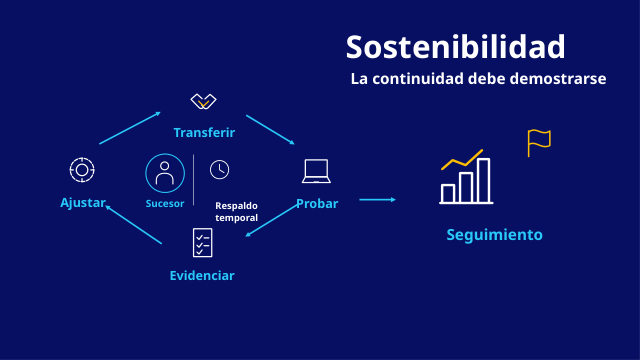 Sostenibilidad
La continuidad debe demostrarse
Transferir
Ajustar
Sucesor
Respaldo
temporal
Probar
Evidenciar
Seguimiento